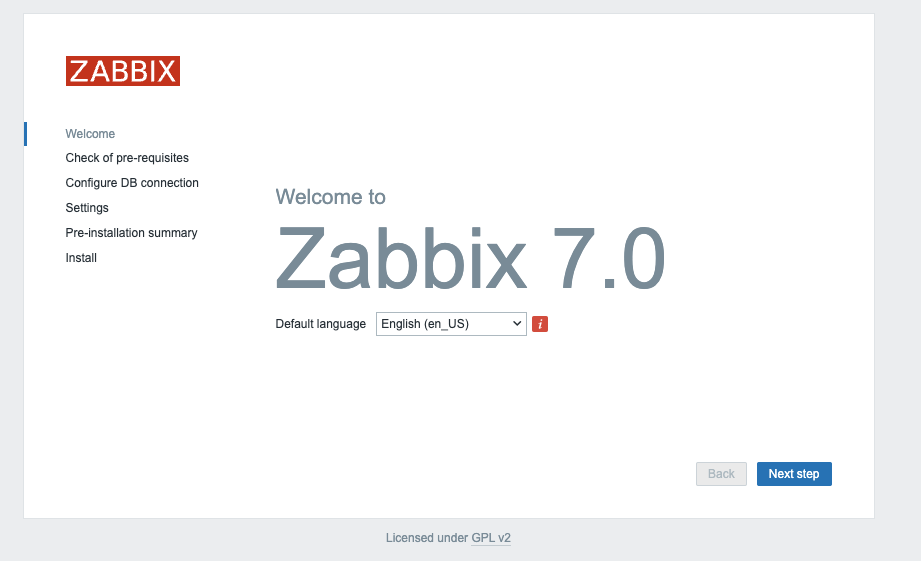 ZABBIX
Welcome
Check of pre-requisites
Configure DB connection
Settings
Pre-installation summary
Install
Welcome to
Zabbix 7.0
Default language English (en_US) i
Back Next step
Licensed under GPL v2